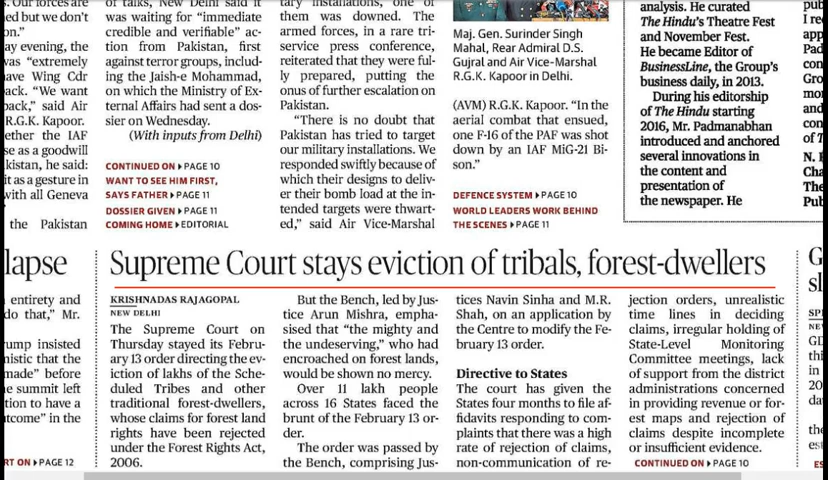 ed but we don't
on."
ay evening, the
was "extremely
have Wing Cdr
ack. "We want
back," said Air
R.G.K. Kapoor.
ether the IAF
se as a goodwill
kistan, he said:
it as a gesture in
with all Geneva
the Pakistan
of talks, New Delhi said it
was waiting for "immediate
credible and verifiable" ac-
tion from Pakistan, first
against terror groups, includ-
ing the Jaish-e Mohammad,
on which the Ministry of Ex-
ternal Affairs had sent a dos-
sier on Wednesday.
(With inputs from Delhi)
CONTINUED ON ▸ PAGE 10
WANT TO SEE HIM FIRST,
SAYS FATHER ▸ PAGE 11
DOSSIER GIVEN ▸ PAGE 11
COMING HOME ▸ EDITORIAL
tary installations, one of
them was downed. The
armed forces, in a rare tri-
service press conference,
reiterated that they were ful-
ly prepared, putting the
onus of further escalation on
Pakistan.
"There is no doubt that
Pakistan has tried to target
our military installations. We
responded swiftly because of
which their designs to deliv-
er their bomb load at the in-
tended targets were thwart-
ed," said Air Vice-Marshal
Maj. Gen. Surinder Singh
Mahal, Rear Admiral D.S.
Gujral and Air Vice-Marshal
R.G.K. Kapoor in Delhi.
(AVM) R.G.K. Kapoor. "In the
aerial combat that ensued,
one F-16 of the PAF was shot
down by an IAF MiG-21 Bi-
son."
DEFENCE SYSTEM ▸ PAGE 10
WORLD LEADERS WORK BEHIND
THE SCENES ▸ PAGE 11
analysis. He curated
The Hindu's Theatre Fest
and November Fest.
He became Editor of
BusinessLine, the Group's
business daily, in 2013.
During his editorship
of The Hindu starting
2016, Mr. Padmanabhan
introduced and anchored
several innovations in
the content and
presentation of
the newspaper. He
lapse
entirety and
do that," Mr.
ump insisted
mistic that the
made" before
e summit left
tion to have a
tcome" in the
RT ON ▸ PAGE 12
Supreme Court stays eviction of tribals, forest-dwellers
KRISHNADAS RAJAGOPAL
NEW DELHI
The Supreme Court on
Thursday stayed its Febru-
ary 13 order directing the ev-
iction of lakhs of the Sche-
duled Tribes and other
traditional forest-dwellers,
whose claims for forest land
rights have been rejected
under the Forest Rights Act,
2006.
But the Bench, led by Jus-
tice Arun Mishra, empha-
sised that "the mighty and
the undeserving," who had
encroached on forest lands,
would be shown no mercy.
Over 11 lakh people
across 16 States faced the
brunt of the February 13 or-
der.
The order was passed by
the Bench, comprising Jus-
tices Navin Sinha and M.R.
Shah, on an application by
the Centre to modify the Fe-
bruary 13 order.
Directive to States
The court has given the
States four months to file af-
fidavits responding to com-
plaints that there was a high
rate of rejection of claims,
non-communication of re-
jection orders, unrealistic
time lines in deciding
claims, irregular holding of
State-Level Monitoring
Committee meetings, lack
of support from the district
administrations concerned
in providing revenue or for-
est maps and rejection of
claims despite incomplete
or insufficient evidence.
CONTINUED ON ▸ PAGE 10